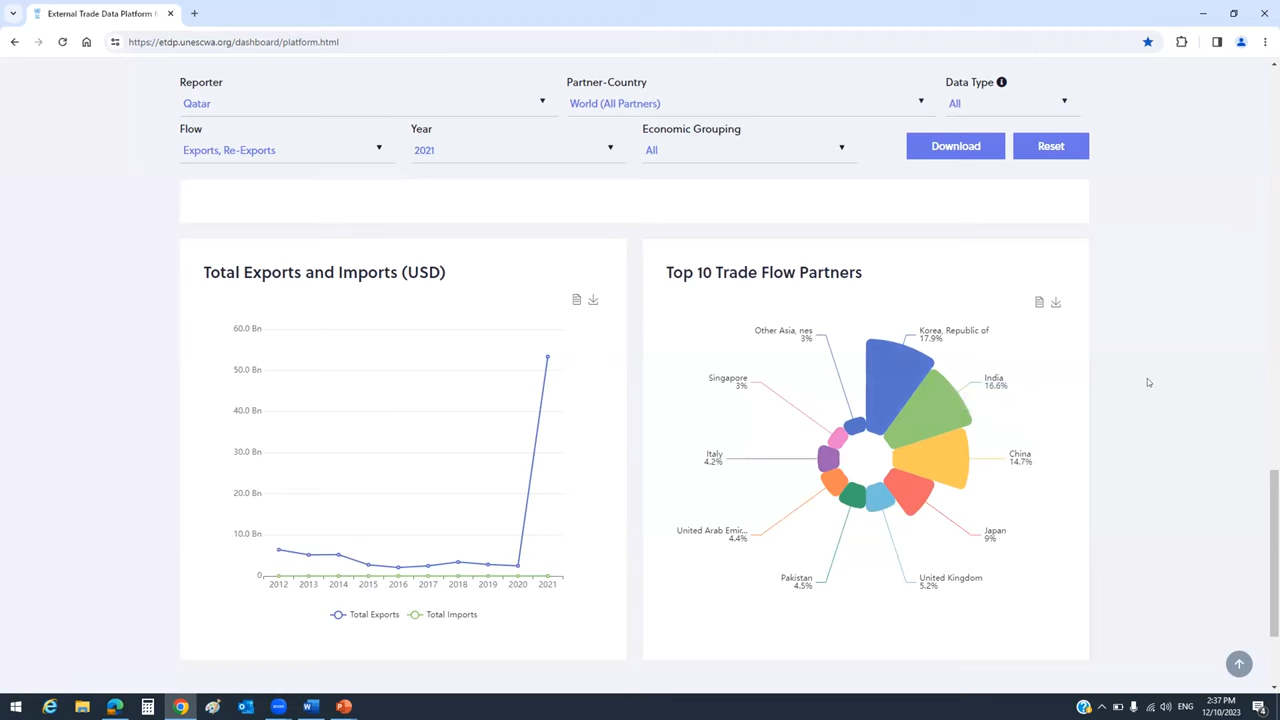 External Trade Data Platform f
https://etdp.unescwa.org/dashboard/platform.html
Reporter
Partner-Country
Data Type
Qatar
World (All Partners)
All
Flow
Year
Economic Grouping
Exports, Re-Exports
2021
All
Download
Reset
Total Exports and Imports (USD)
60.0 Bn
50.0 Bn
40.0 Bn
30.0 Bn
20.0 Bn
10.0 Bn
0
2012 2013 2014 2015 2016 2017 2018 2019 2020 2021
Total Exports
Total Imports
Top 10 Trade Flow Partners
Other Asia, nes
3%
Korea, Republic of
17.9%
Singapore
3%
India
16.6%
Italy
4.2%
China
14.7%
United Arab Emir...
4.4%
Japan
9%
Pakistan
4.5%
United Kingdom
5.2%
ENG
2:37 PM
12/10/2023
4